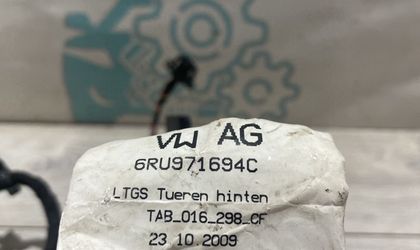 VW AG
6RU971694C
LTGS Tueren hinten
TAB_016_298_CF
23 10.2009